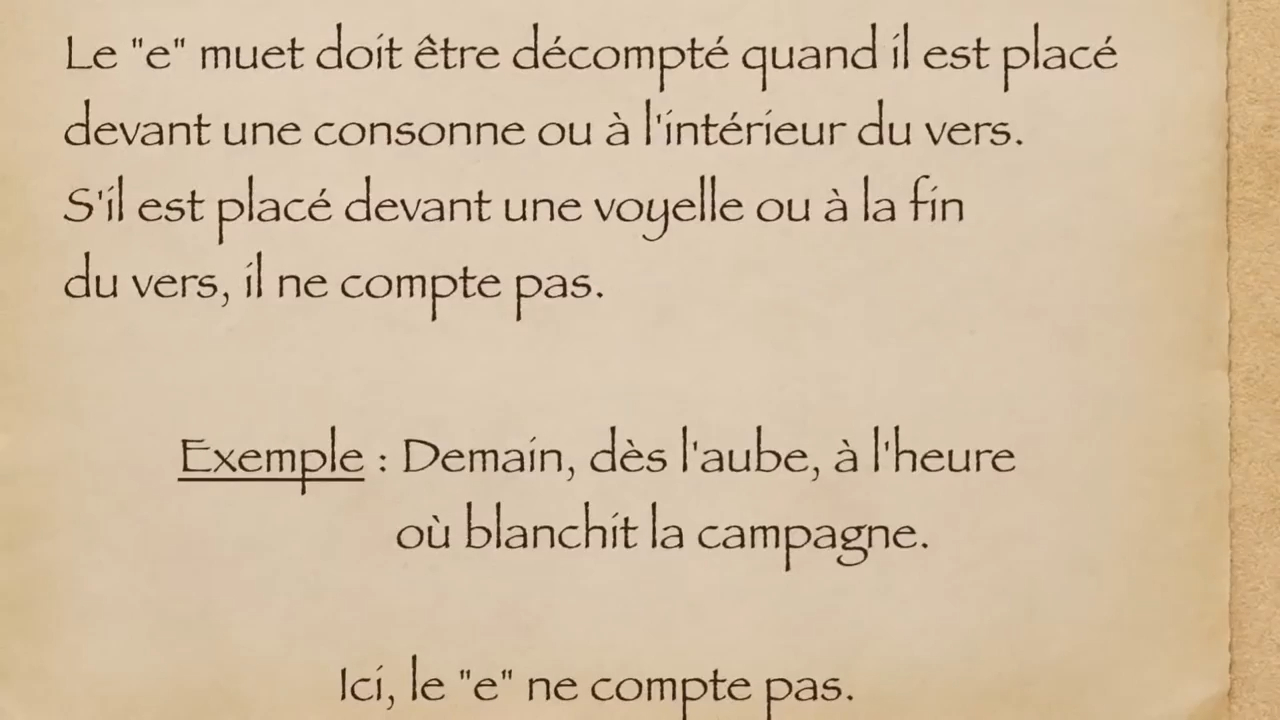 Le "e" muet doit être décompté quand il est placé
devant une consonne ou à l'intérieur du vers.
S'il est placé devant une voyelle ou à la fin
du vers, il ne compte pas.
Exemple : Demain, dès l'aube, à l'heure
où blanchit la campagne.
Ici, le "e" ne compte pas.